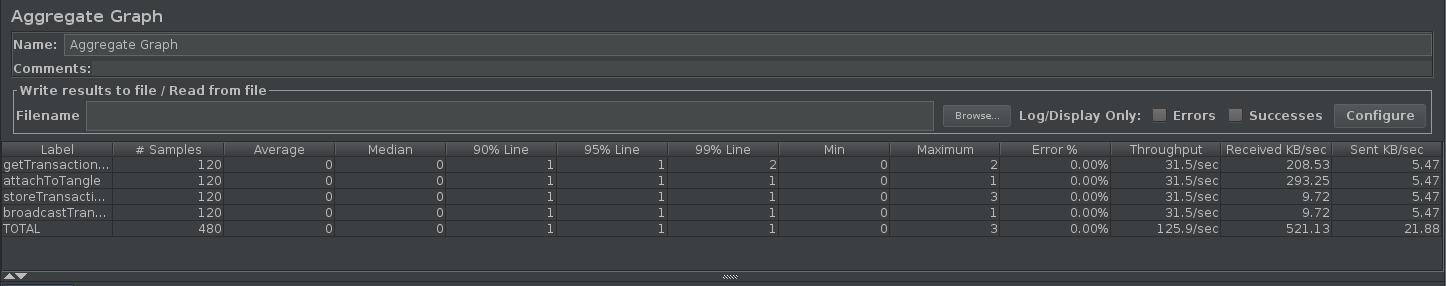 Aggregate Graph
Name: Aggregate Graph
Comments:
Write results to file / Read from file
Filename Browse... Log/Display Only: Errors Successes Configure
Label # Samples Average Median 90% Line 95% Line 99% Line Min Maximum Error % Throughput Received KB/sec Sent KB/sec
getTransaction... 120 0 0 1 1 2 0 2 0.00% 31.5/sec 208.53 5.47
attachToTangle 120 0 0 1 1 1 0 1 0.00% 31.5/sec 293.25 5.47
storeTransacti... 120 0 0 1 1 1 0 3 0.00% 31.5/sec 9.72 5.47
broadcastTran... 120 0 0 1 1 1 0 1 0.00% 31.5/sec 9.72 5.47
TOTAL 480 0 0 1 1 1 0 3 0.00% 125.9/sec 521.13 21.88